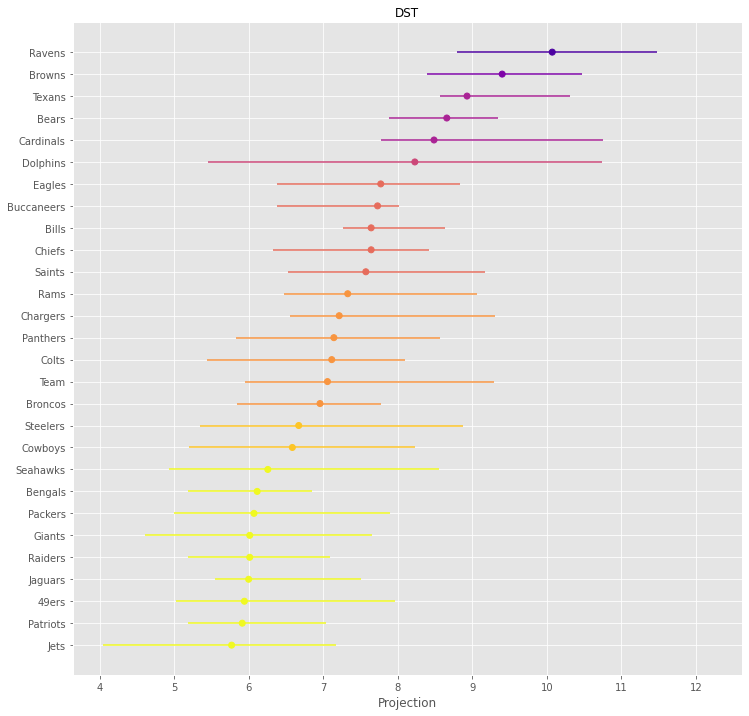 DST
Ravens
Browns
Texans
Bears
Cardinals
Dolphins
Eagles
Buccaneers
Bills
Chiefs
Saints
Rams
Chargers
Panthers
Colts
Team
Broncos
Steelers
Cowboys
Seahawks
Bengals
Packers
Giants
Raiders
Jaguars
49ers
Patriots
Jets
4 5 6 7 8 9 10 11 12
Projection